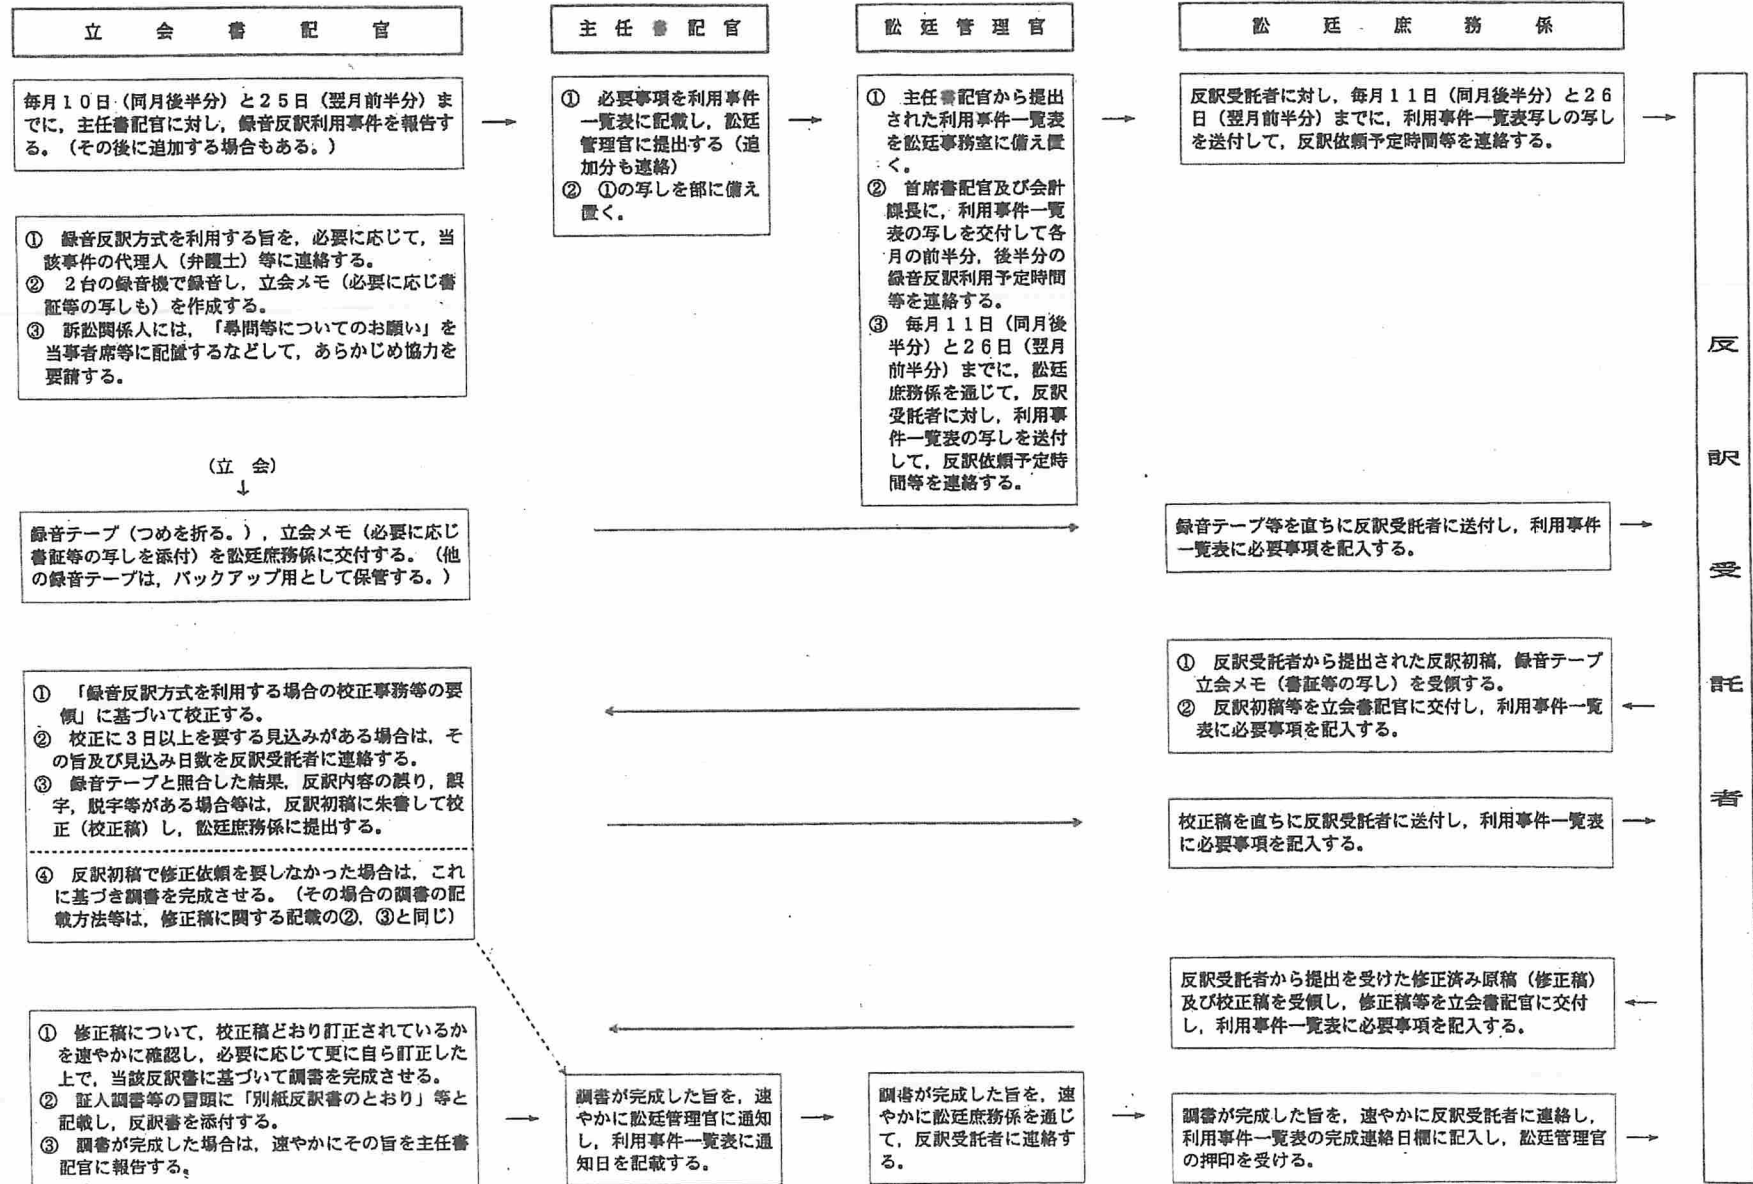 立会書記官
主任書記官
訟廷管理官
訟廷庶務係
毎月10日(同月後半分)と25日(翌月前半分)ま
でに,主任書記官に対し,録音反訳利用事件を報告す
る。(その後に追加する場合もある。)
→
① 必要事項を利用事件
一覧表に記載し,訟廷
管理官に提出する(追
加分も連絡)
② ①の写しを部に備え
置く。
→
① 主任書記官から提出
された利用事件一覧表
を訟廷事務室に備え置
く。
② 首席書記官及び会計
課長に,利用事件一覧
表の写しを交付して各
月の前半分,後半分の
録音反訳利用予定時間
等を連絡する。
③ 毎月11日(同月後
半分)と26日(翌月
前半分)までに,訟廷
庶務係を通じて,反訳
受託者に対し,利用事
件一覧表の写しを送付
して,反訳依頼予定時
間等を連絡する。
→
反訳受託者に対し,毎月11日(同月後半分)と26
日(翌月前半分)までに,利用事件一覧表写しの写し
を送付して,反訳依頼予定時間等を連絡する。
→
反訳受託者
① 録音反訳方式を利用する旨を,必要に応じて,当
該事件の代理人(弁護士)等に連絡する。
② 2台の録音機で録音し,立会メモ(必要に応じ書
証等の写しも)を作成する。
③ 訴訟関係人には,「尋問等についてのお願い」を
当事者席等に配置するなどして,あらかじめ協力を
要請する。
(立 会)
↓
録音テープ(つめを折る。),立会メモ(必要に応じ
書証等の写しを添付)を訟廷庶務係に交付する。(他
の録音テープは,バックアップ用として保管する。)
→
録音テープ等を直ちに反訳受託者に送付し,利用事件
一覧表に必要事項を記入する。
→
① 反訳受託者から提出された反訳初稿,録音テープ
立会メモ(書証等の写し)を受領する。
② 反訳初稿等を立会書記官に交付し,利用事件一覧
表に必要事項を記入する。
←
←
① 「録音反訳方式を利用する場合の校正事務等の要
領」に基づいて校正する。
② 校正に3日以上を要する見込みがある場合は,そ
の旨及び見込み日数を反訳受託者に連絡する。
③ 録音テープと照合した結果,反訳内容の誤り,誤
字,脱字等がある場合等は,反訳初稿に朱書して校
正(校正稿)し,訟廷庶務係に提出する。
④ 反訳初稿で修正依頼を要しなかった場合は,これ
に基づき調書を完成させる。(その場合の調書の記
載方法等は,修正稿に関する記載の②,③と同じ)
→
校正稿を直ちに反訳受託者に送付し,利用事件一覧表
に必要事項を記入する。
→
反訳受託者から提出を受けた修正済み原稿(修正稿)
及び校正稿を受領し,修正稿等を立会書記官に交付
し,利用事件一覧表に必要事項を記入する。
←
←
① 修正稿について,校正稿どおり訂正されているか
を速やかに確認し,必要に応じて更に自ら訂正した
上で,当該反訳書に基づいて調書を完成させる。
② 証人調書等の冒頭に「別紙反訳書のとおり」等と
記載し,反訳書を添付する。
③ 調書が完成した場合は,速やかにその旨を主任書
記官に報告する。
→
調書が完成した旨を,速
やかに訟廷管理官に通知
し,利用事件一覧表に通
知日を記載する。
→
調書が完成した旨を,速
やかに訟廷庶務係を通じ
て,反訳受託者に連絡す
る。
→
調書が完成した旨を,速やかに反訳受託者に連絡し,
利用事件一覧表の完成連絡日欄に記入し,訟廷管理官
の押印を受ける。
→